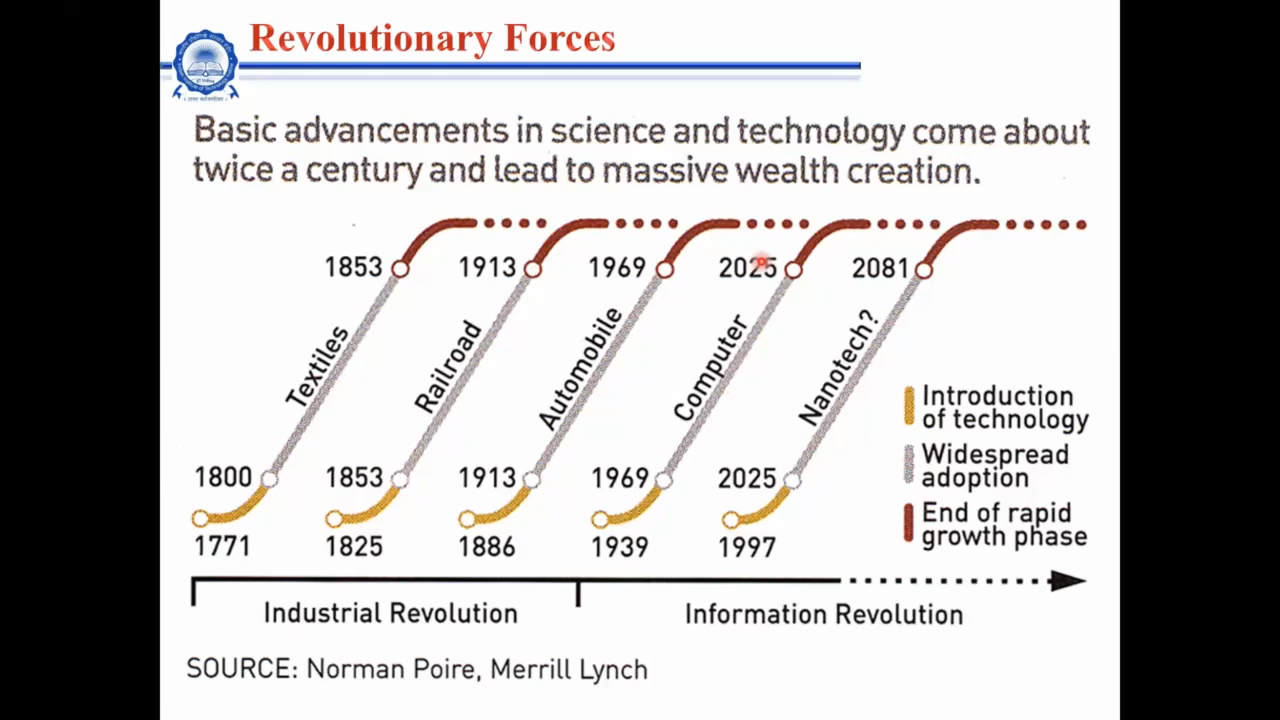 Revolutionary Forces
Basic advancements in science and technology come about
twice a century and lead to massive wealth creation.
1853
1913
1969
2025
2081
Textiles
Railroad
Automobile
Computer
Nanotech?
Introduction
of technology
Widespread
adoption
End of rapid
growth phase
1800
1853
1913
1969
2025
1771
1825
1886
1939
1997
Industrial Revolution
Information Revolution
SOURCE: Norman Poire, Merrill Lynch